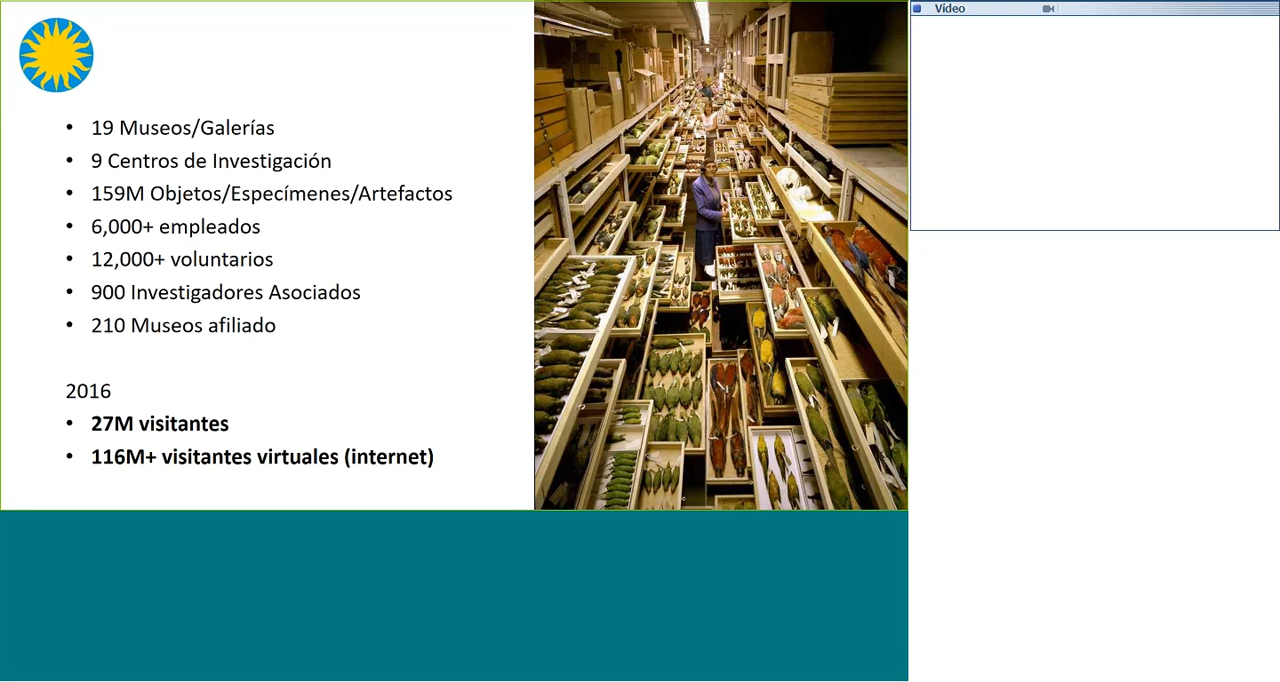 Vídeo
• 19 Museos/Galerías
• 9 Centros de Investigación
• 159M Objetos/Especímenes/Artefactos
• 6,000+ empleados
• 12,000+ voluntarios
• 900 Investigadores Asociados
• 210 Museos afiliado
2016
• 27M visitantes
• 116M+ visitantes virtuales (internet)